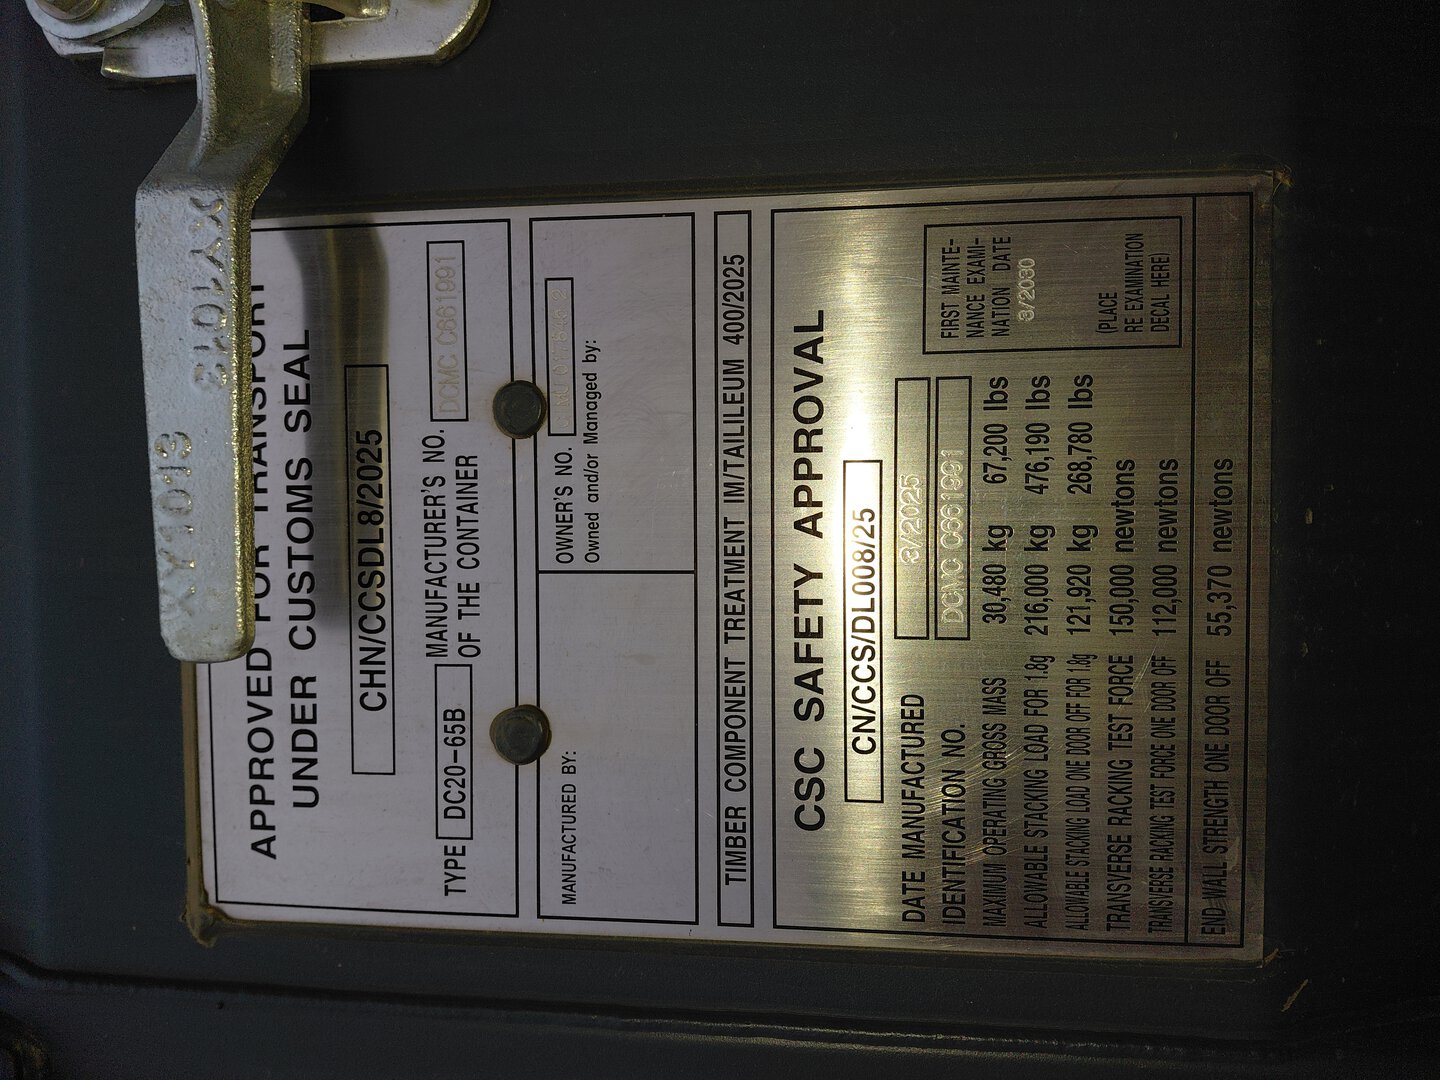 XY1013
XY1013
APPROVED FOR TRANSPORT
UNDER CUSTOMS SEAL
CHN/CCSDL8/2025
TYPE DC20-65B MANUFACTURER'S NO. OF THE CONTAINER DCMC C661991
MANUFACTURED BY:
OWNER'S NO.
Owned and/or Managed by:
TIMBER COMPONENT TREATMENT IM/TAILILEUM 400/2025
CSC SAFETY APPROVAL
CN/CCS/DL008/25
DATE MANUFACTURED 3/2025
IDENTIFICATION NO. DCMC C661991
MAXIMUM OPERATING GROSS MASS 30,480 kg 67,200 lbs
ALLOWABLE STACKING LOAD FOR 1.8g 216,000 kg 476,190 lbs
ALLOWABLE STACKING LOAD ONE DOOR OFF FOR 1.8g 121,920 kg 268,780 lbs
TRANSVERSE RACKING TEST FORCE 150,000 newtons
TRANSVERSE RACKING TEST FORCE ONE DOOR OFF 112,000 newtons
END WALL STRENGTH ONE DOOR OFF 55,370 newtons
FIRST MAINTE-
NANCE EXAMI-
NATION DATE
3/2030
(PLACE
RE EXAMINATION
DECAL HERE)